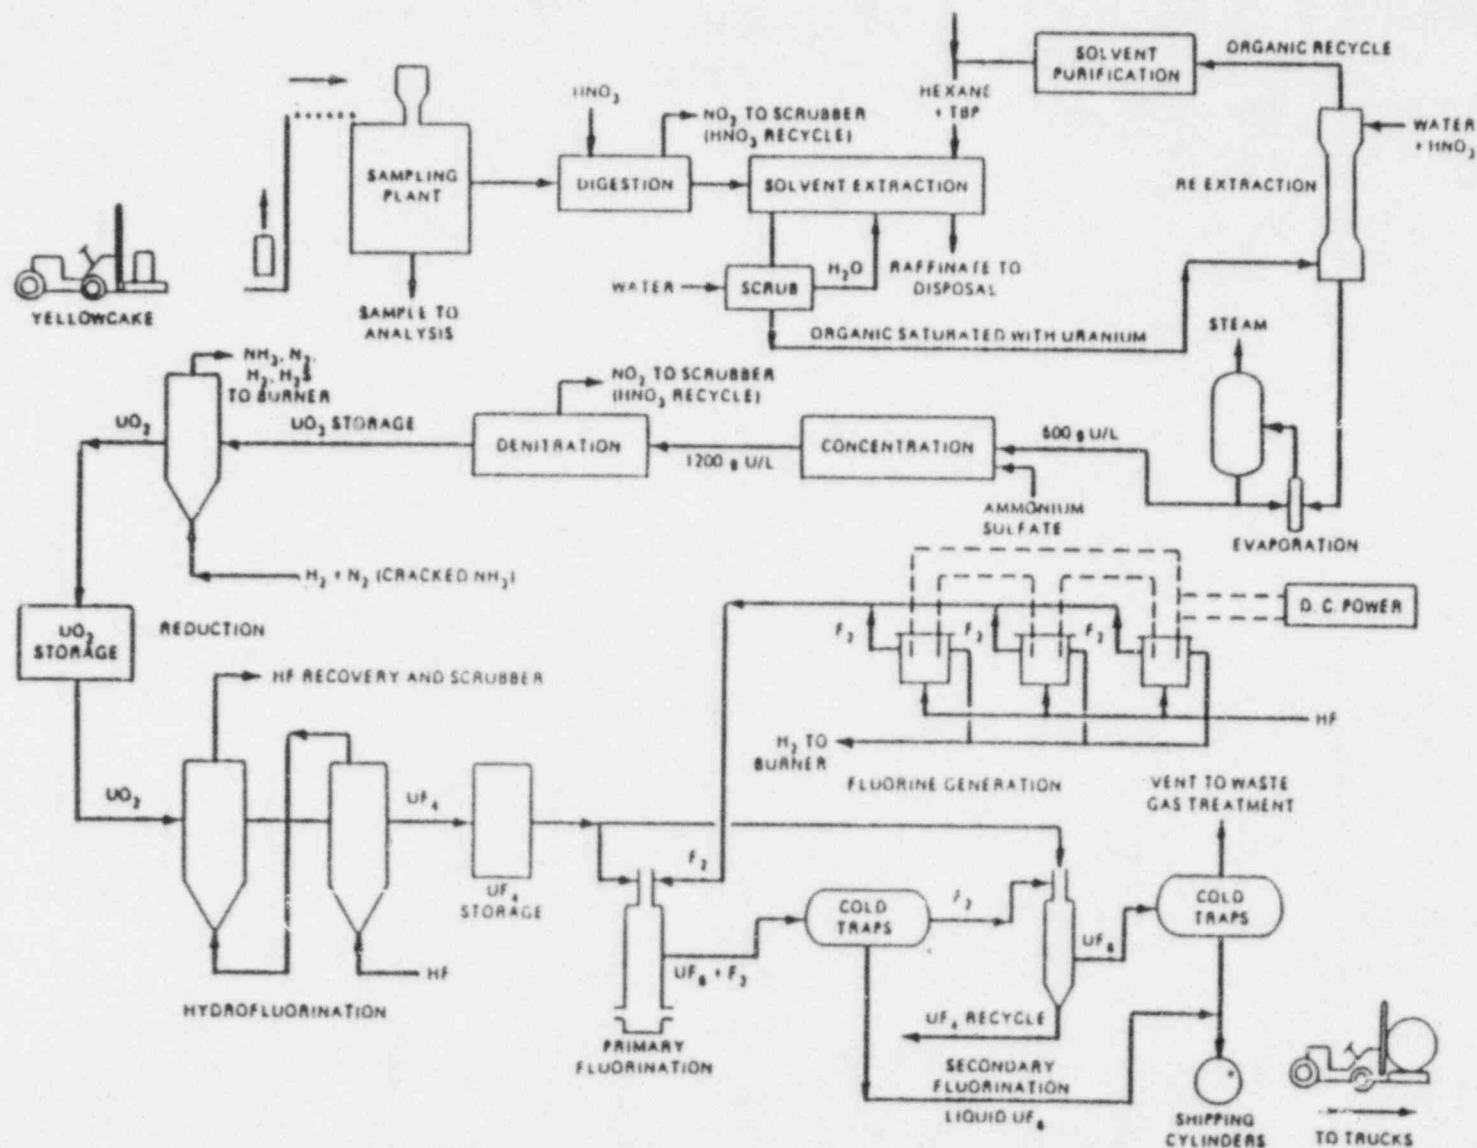 SOLVENT
PURIFICATION
ORGANIC RECYCLE
HNO3
NO2 TO SCRUBBER
(HNO3 RECYCLE)
HEXANE
+ TBP
WATER
+ HNO3
SAMPLING
PLANT
DIGESTION
SOLVENT EXTRACTION
RE EXTRACTION
WATER
SCRUB
H2O
RAFFINATE TO
DISPOSAL
YELLOWCAKE
SAMPLE TO
ANALYSIS
ORGANIC SATURATED WITH URANIUM
STEAM
NH3, N2,
H2, H2S
TO BURNER
NO2 TO SCRUBBER
(HNO3 RECYCLE)
UO2
UO3 STORAGE
DENITRATION
1200 g U/L
CONCENTRATION
600 g U/L
AMMONIUM
SULFATE
EVAPORATION
H2 + N2 (CRACKED NH3)
D. C. POWER
UO2
STORAGE
REDUCTION
F2
F2
F2
HF RECOVERY AND SCRUBBER
HF
H2 TO
BURNER
FLUORINE GENERATION
VENT TO WASTE
GAS TREATMENT
UO2
UF4
UF4
STORAGE
F2
COLD
TRAPS
F2
COLD
TRAPS
UF6
UF6 + F2
HF
HYDROFLUORINATION
UF4 RECYCLE
PRIMARY
FLUORINATION
SECONDARY
FLUORINATION
LIQUID UF6
SHIPPING
CYLINDERS
TO TRUCKS